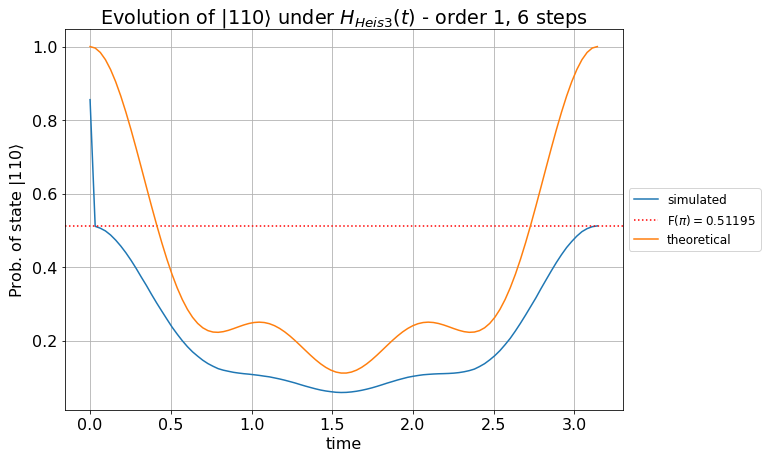 Evolution of |110⟩ under H_{Heis3}(t) - order 1, 6 steps
Prob. of state |110⟩
1.0
0.8
0.6
0.4
0.2
0.0 0.5 1.0 1.5 2.0 2.5 3.0
time
simulated
F(π) = 0.51195
theoretical